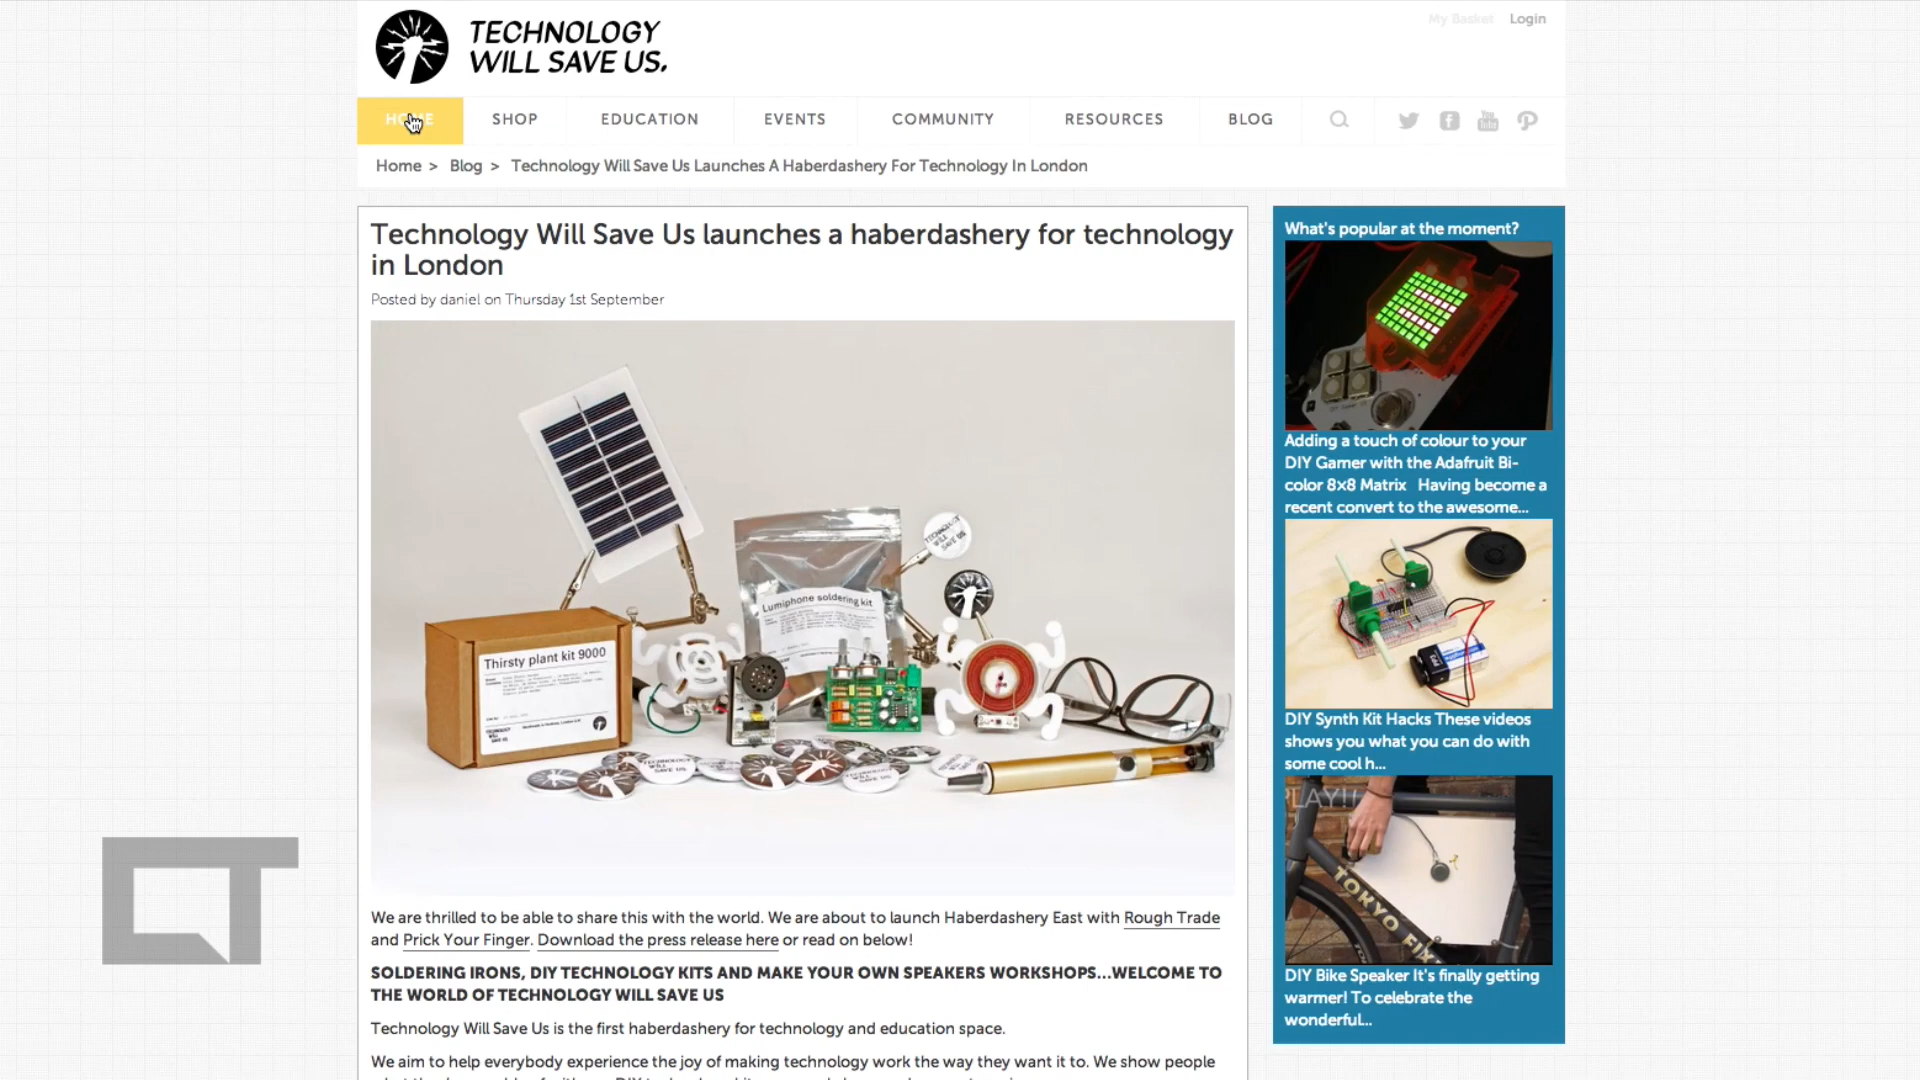 TECHNOLOGY
WILL SAVE US.
My Basket Login
HOME SHOP EDUCATION EVENTS COMMUNITY RESOURCES BLOG
Home > Blog > Technology Will Save Us Launches A Haberdashery For Technology In London
Technology Will Save Us launches a haberdashery for technology
in London
Posted by daniel on Thursday 1st September
Lumiphone soldering kit
Thirsty plant kit 9000
TECHNOLOGY
WILL
SAVE US
We are thrilled to be able to share this with the world. We are about to launch Haberdashery East with Rough Trade
and Prick Your Finger. Download the press release here or read on below!
SOLDERING IRONS, DIY TECHNOLOGY KITS AND MAKE YOUR OWN SPEAKERS WORKSHOPS...WELCOME TO
THE WORLD OF TECHNOLOGY WILL SAVE US
Technology Will Save Us is the first haberdashery for technology and education space.
We aim to help everybody experience the joy of making technology work the way they want it to. We show people
What's popular at the moment?
Adding a touch of colour to your
DIY Gamer with the Adafruit Bi-
color 8×8 Matrix Having become a
recent convert to the awesome...
DIY Synth Kit Hacks These videos
shows you what you can do with
some cool h...
PLAY!!
TOKYO FIX
DIY Bike Speaker It's finally getting
warmer! To celebrate the
wonderful...